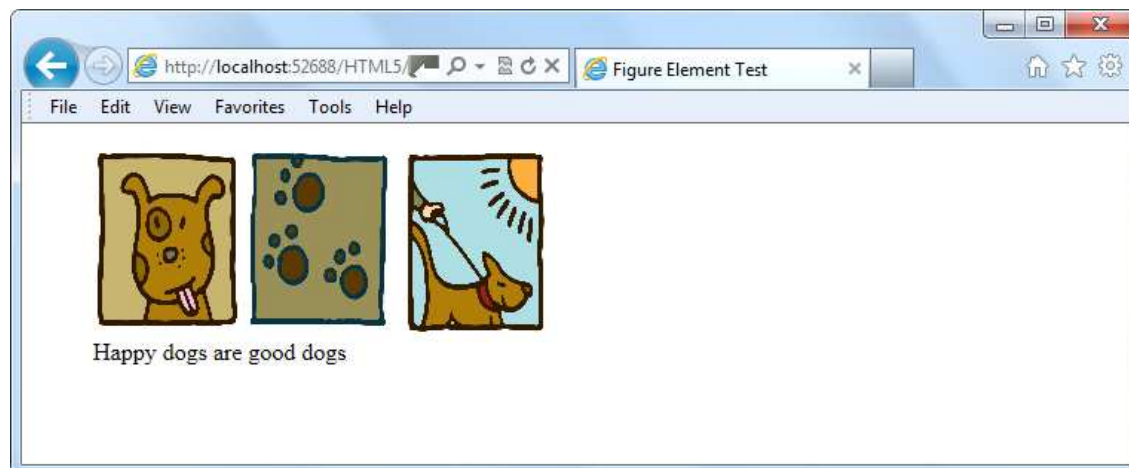 http://localhost:52688/HTML5/
Figure Element Test
File Edit View Favorites Tools Help
Happy dogs are good dogs